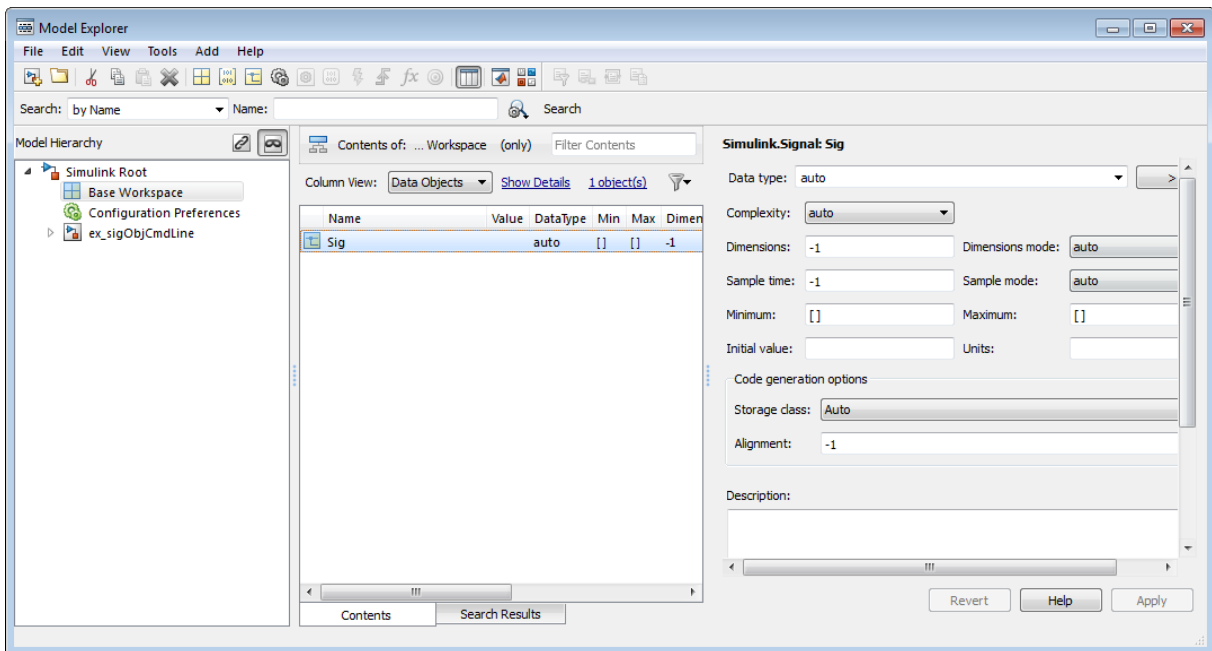 Model Explorer
File Edit View Tools Add Help
Search: by Name Name: Search
Model Hierarchy
Simulink Root
Base Workspace
Configuration Preferences
ex_sigObjCmdLine
Contents of: ... Workspace (only) Filter Contents
Column View: Data Objects Show Details 1 object(s)
Name Value DataType Min Max Dimen
Sig auto [] [] -1
Contents Search Results
Simulink.Signal: Sig
Data type: auto >
Complexity: auto
Dimensions: -1 Dimensions mode: auto
Sample time: -1 Sample mode: auto
Minimum: [] Maximum: []
Initial value: Units:
Code generation options
Storage class: Auto
Alignment: -1
Description:
Revert Help Apply